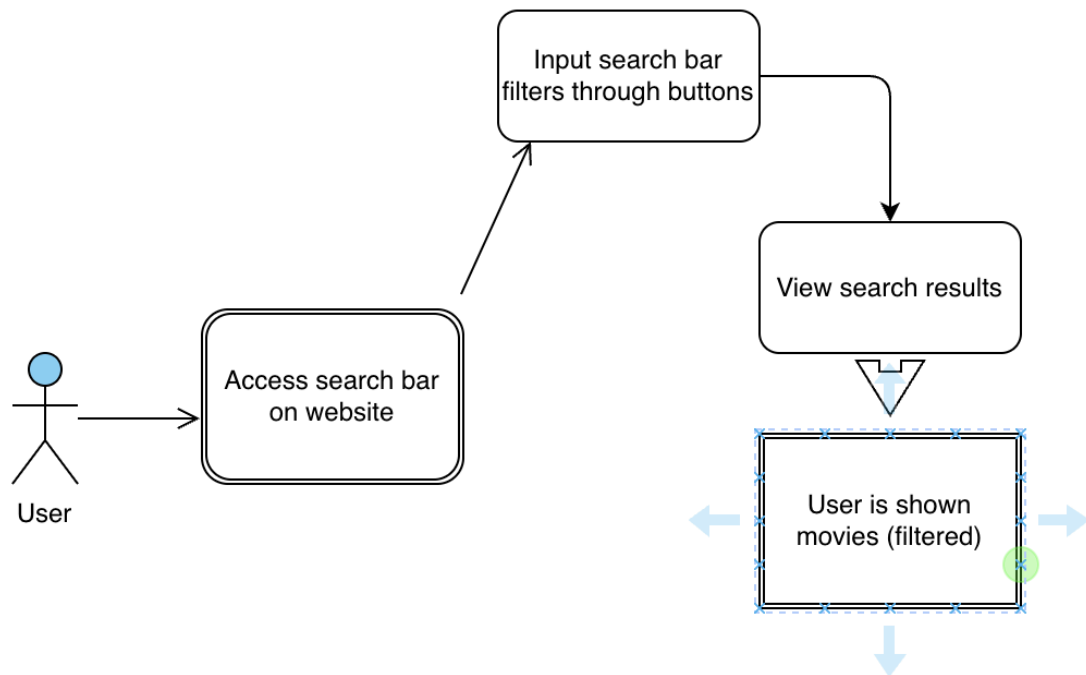 Input search bar
filters through buttons
View search results
Access search bar
on website
User
User is shown
movies (filtered)